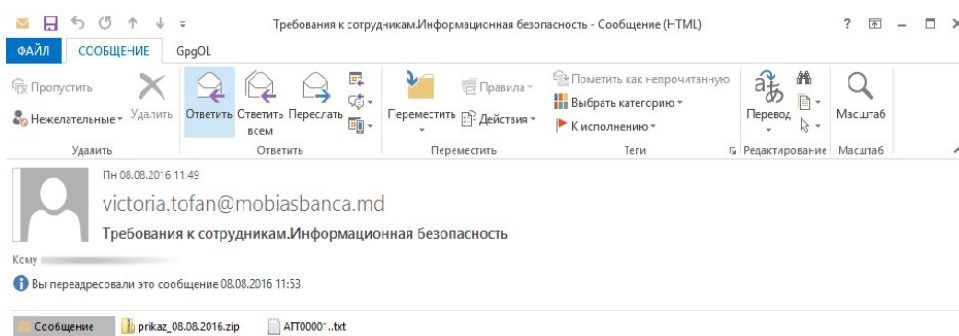 Требования к сотрудникам.Информационная безопасность - Сообщение (HTML)
ФАЙЛ ССОБЩЕНИЕ GpgOL
Пропустить
Нежелательные
Удалить
Ответить Ответить всем Переслать
Переместить
Правила
Действия
Пометить как непрочитанную
Выбрать категорию
К исполнению
Перевод
Масштаб
Удалить Ответить Переместить Теги Редактирование Масштаб
Пн 08.08.2016 11:49
victoria.tofan@mobiasbanca.md
Требования к сотрудникам.Информационная безопасность
Кому
Вы переадресовали это сообщение 08.08.2016 11:53.
Сообщение prikaz_08.08.2016.zip ATT0000"..txt